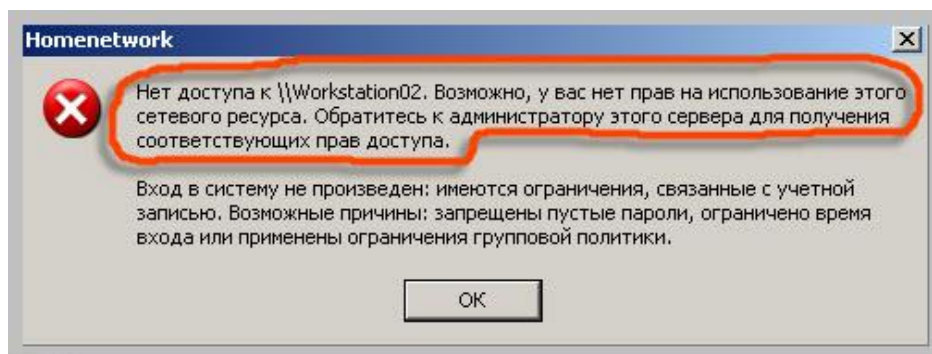 Homenetwork
Нет доступа к \\Workstation02. Возможно, у вас нет прав на использование этого
сетевого ресурса. Обратитесь к администратору этого сервера для получения
соответствующих прав доступа.
Вход в систему не произведен: имеются ограничения, связанные с учетной
записью. Возможные причины: запрещены пустые пароли, ограничено время
входа или применены ограничения групповой политики.
ОК